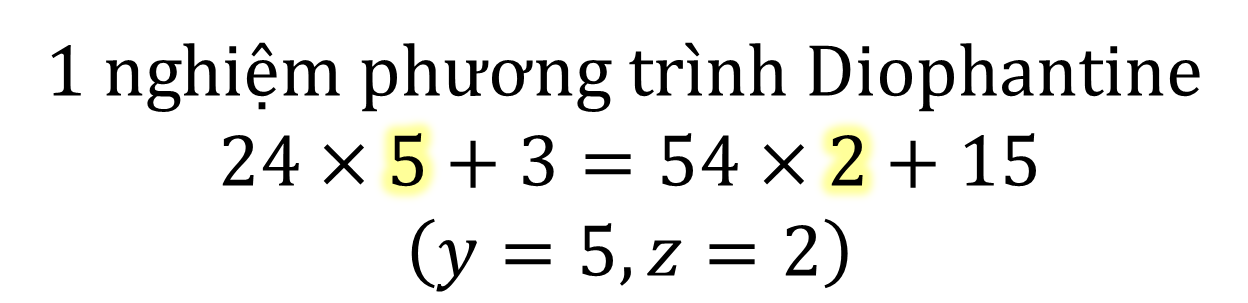 1 nghiệm phương trình Diophantine
24 × 5 + 3 = 54 × 2 + 15
(y = 5, z = 2)